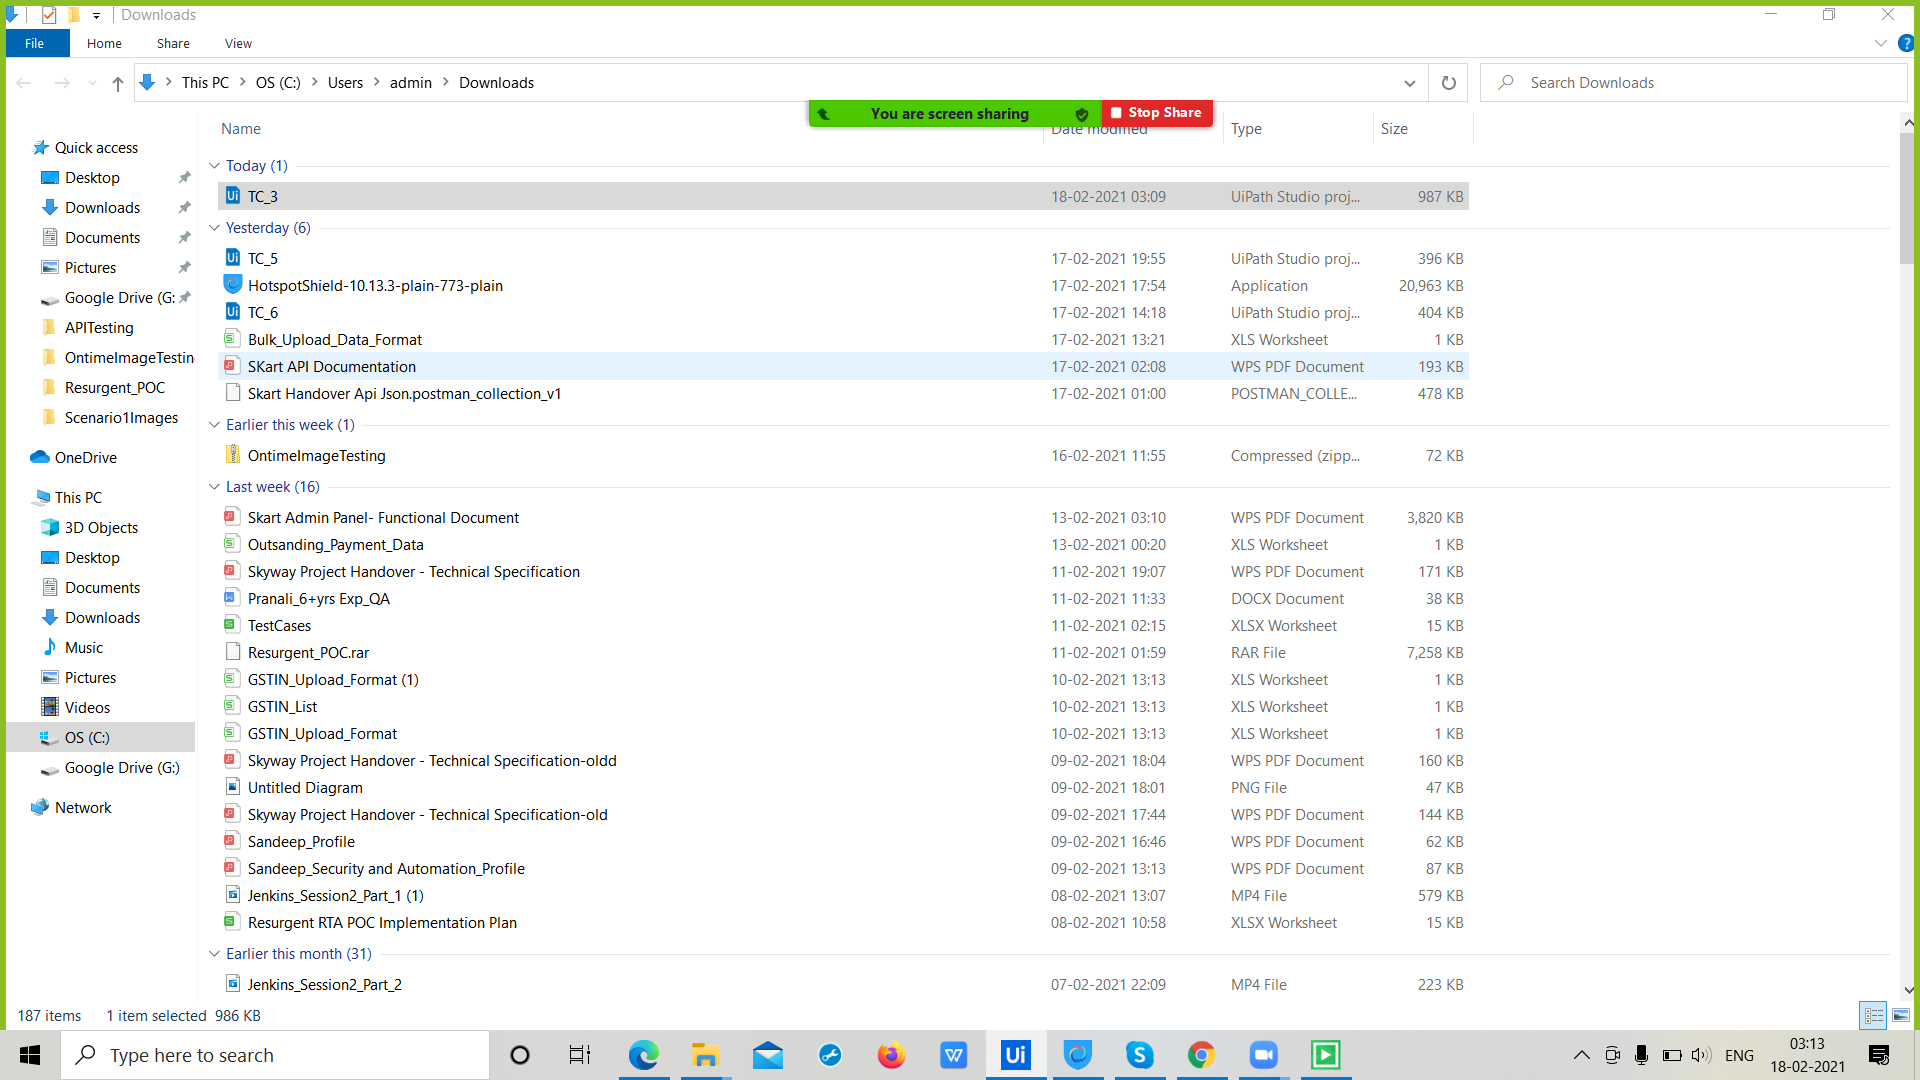 Downloads
File Home Share View
This PC > OS (C:) > Users > admin > Downloads
Search Downloads
You are screen sharing Stop Share
Name Date modified Type Size
Quick access
Desktop
Downloads
Documents
Pictures
Google Drive (G:
APITesting
OntimeImageTestin
Resurgent_POC
Scenario1Images
OneDrive
This PC
3D Objects
Desktop
Documents
Downloads
Music
Pictures
Videos
OS (C:)
Google Drive (G:)
Network
Today (1)
TC_3 18-02-2021 03:09 UiPath Studio proj... 987 KB
Yesterday (6)
TC_5 17-02-2021 19:55 UiPath Studio proj... 396 KB
HotspotShield-10.13.3-plain-773-plain 17-02-2021 17:54 Application 20,963 KB
TC_6 17-02-2021 14:18 UiPath Studio proj... 404 KB
Bulk_Upload_Data_Format 17-02-2021 13:21 XLS Worksheet 1 KB
SKart API Documentation 17-02-2021 02:08 WPS PDF Document 193 KB
Skart Handover Api Json.postman_collection_v1 17-02-2021 01:00 POSTMAN_COLLE... 478 KB
Earlier this week (1)
OntimeImageTesting 16-02-2021 11:55 Compressed (zipp... 72 KB
Last week (16)
Skart Admin Panel- Functional Document 13-02-2021 03:10 WPS PDF Document 3,820 KB
Outsanding_Payment_Data 13-02-2021 00:20 XLS Worksheet 1 KB
Skyway Project Handover - Technical Specification 11-02-2021 19:07 WPS PDF Document 171 KB
Pranali_6+yrs Exp_QA 11-02-2021 11:33 DOCX Document 38 KB
TestCases 11-02-2021 02:15 XLSX Worksheet 15 KB
Resurgent_POC.rar 11-02-2021 01:59 RAR File 7,258 KB
GSTIN_Upload_Format (1) 10-02-2021 13:13 XLS Worksheet 1 KB
GSTIN_List 10-02-2021 13:13 XLS Worksheet 1 KB
GSTIN_Upload_Format 10-02-2021 13:13 XLS Worksheet 1 KB
Skyway Project Handover - Technical Specification-oldd 09-02-2021 18:04 WPS PDF Document 160 KB
Untitled Diagram 09-02-2021 18:01 PNG File 47 KB
Skyway Project Handover - Technical Specification-old 09-02-2021 17:44 WPS PDF Document 144 KB
Sandeep_Profile 09-02-2021 16:46 WPS PDF Document 62 KB
Sandeep_Security and Automation_Profile 09-02-2021 13:13 WPS PDF Document 87 KB
Jenkins_Session2_Part_1 (1) 08-02-2021 13:07 MP4 File 579 KB
Resurgent RTA POC Implementation Plan 08-02-2021 10:58 XLSX Worksheet 15 KB
Earlier this month (31)
Jenkins_Session2_Part_2 07-02-2021 22:09 MP4 File 223 KB
187 items 1 item selected 986 KB
Type here to search
ENG
03:13
18-02-2021